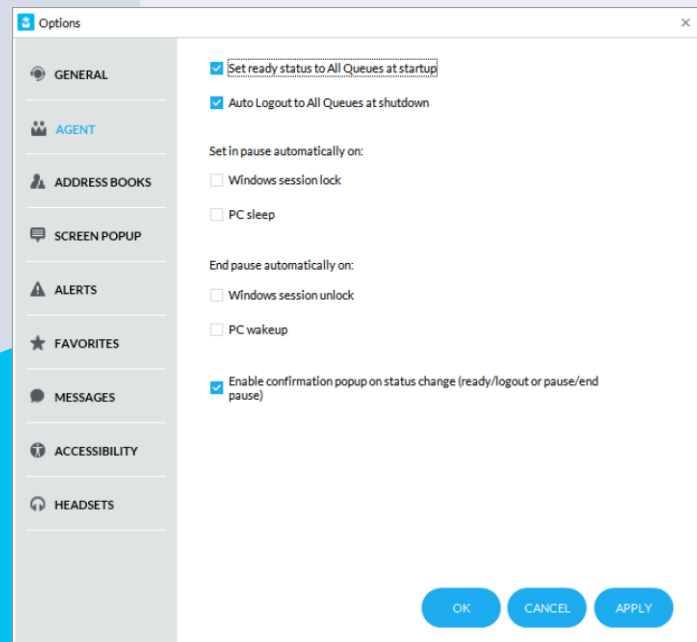 Options
GENERAL
AGENT
ADDRESS BOOKS
SCREEN POPUP
ALERTS
FAVORITES
MESSAGES
ACCESSIBILITY
HEADSETS
Set ready status to All Queues at startup
Auto Logout to All Queues at shutdown
Set in pause automatically on:
Windows session lock
PC sleep
End pause automatically on:
Windows session unlock
PC wakeup
Enable confirmation popup on status change (ready/logout or pause/end
pause)
OK
CANCEL
APPLY